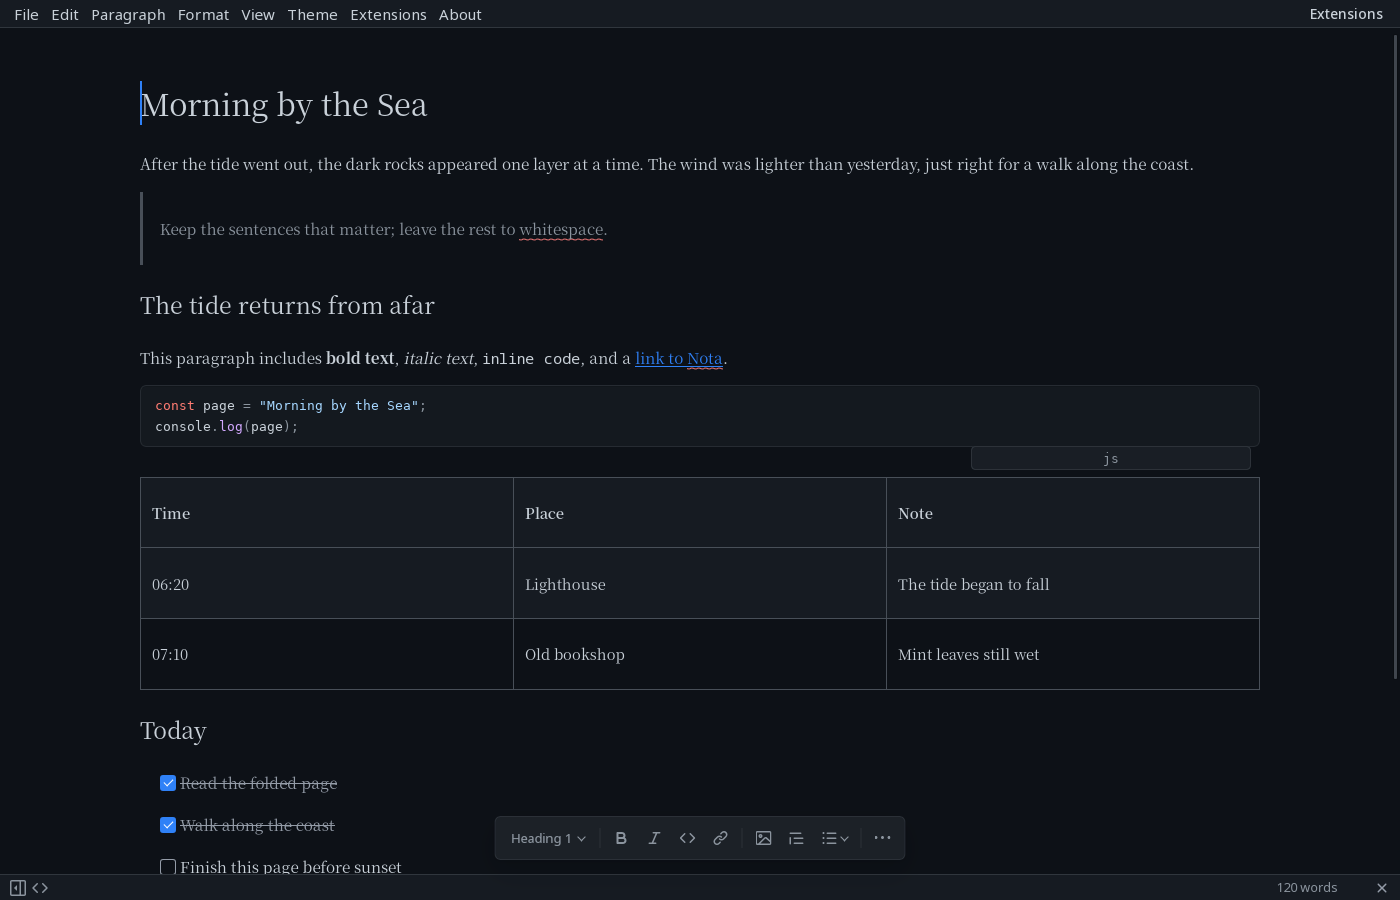 File Edit Paragraph Format View Theme Extensions About Extensions
Morning by the Sea
After the tide went out, the dark rocks appeared one layer at a time. The wind was lighter than yesterday, just right for a walk along the coast.
Keep the sentences that matter; leave the rest to whitespace.
The tide returns from afar
This paragraph includes bold text, italic text, inline code, and a link to Nota.
const page = "Morning by the Sea";
console.log(page);
js
Time Place Note
06:20 Lighthouse The tide began to fall
07:10 Old bookshop Mint leaves still wet
Today
Read the folded page
Walk along the coast
Finish this page before sunset
Heading 1
120 words